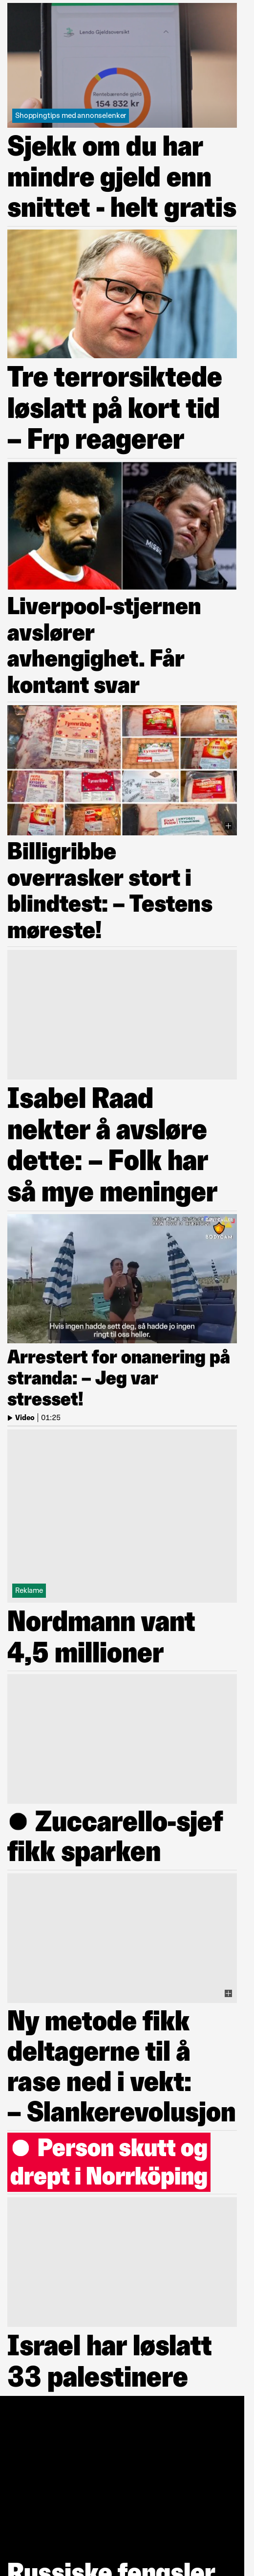 Lendo Gjeldsoversikt
Rentebærende gjeld
154 832 kr
Shoppingtips med annonselenker
Sjekk om du har
mindre gjeld enn
snittet - helt gratis
Tre terrorsiktede
løslatt på kort tid
– Frp reagerer
CHESS
CHE
Liverpool-stjernen
avslører
avhengighet. Får
kontant svar
Billigribbe
overrasker stort i
blindtest: – Testens
møreste!
Isabel Raad
nekter å avsløre
dette: – Folk har
så mye meninger
BODYCAM
Hvis ingen hadde sett deg, så hadde jo ingen
ringt til oss heller.
Arrestert for onanering på
stranda: – Jeg var
stresset!
Video | 01:25
Reklame
Nordmann vant
4,5 millioner
Zuccarello-sjef
fikk sparken
Ny metode fikk
deltagerne til å
rase ned i vekt:
– Slankerevolusjon
Person skutt og
drept i Norrköping
Israel har løslatt
33 palestinere
Russiske fengsler